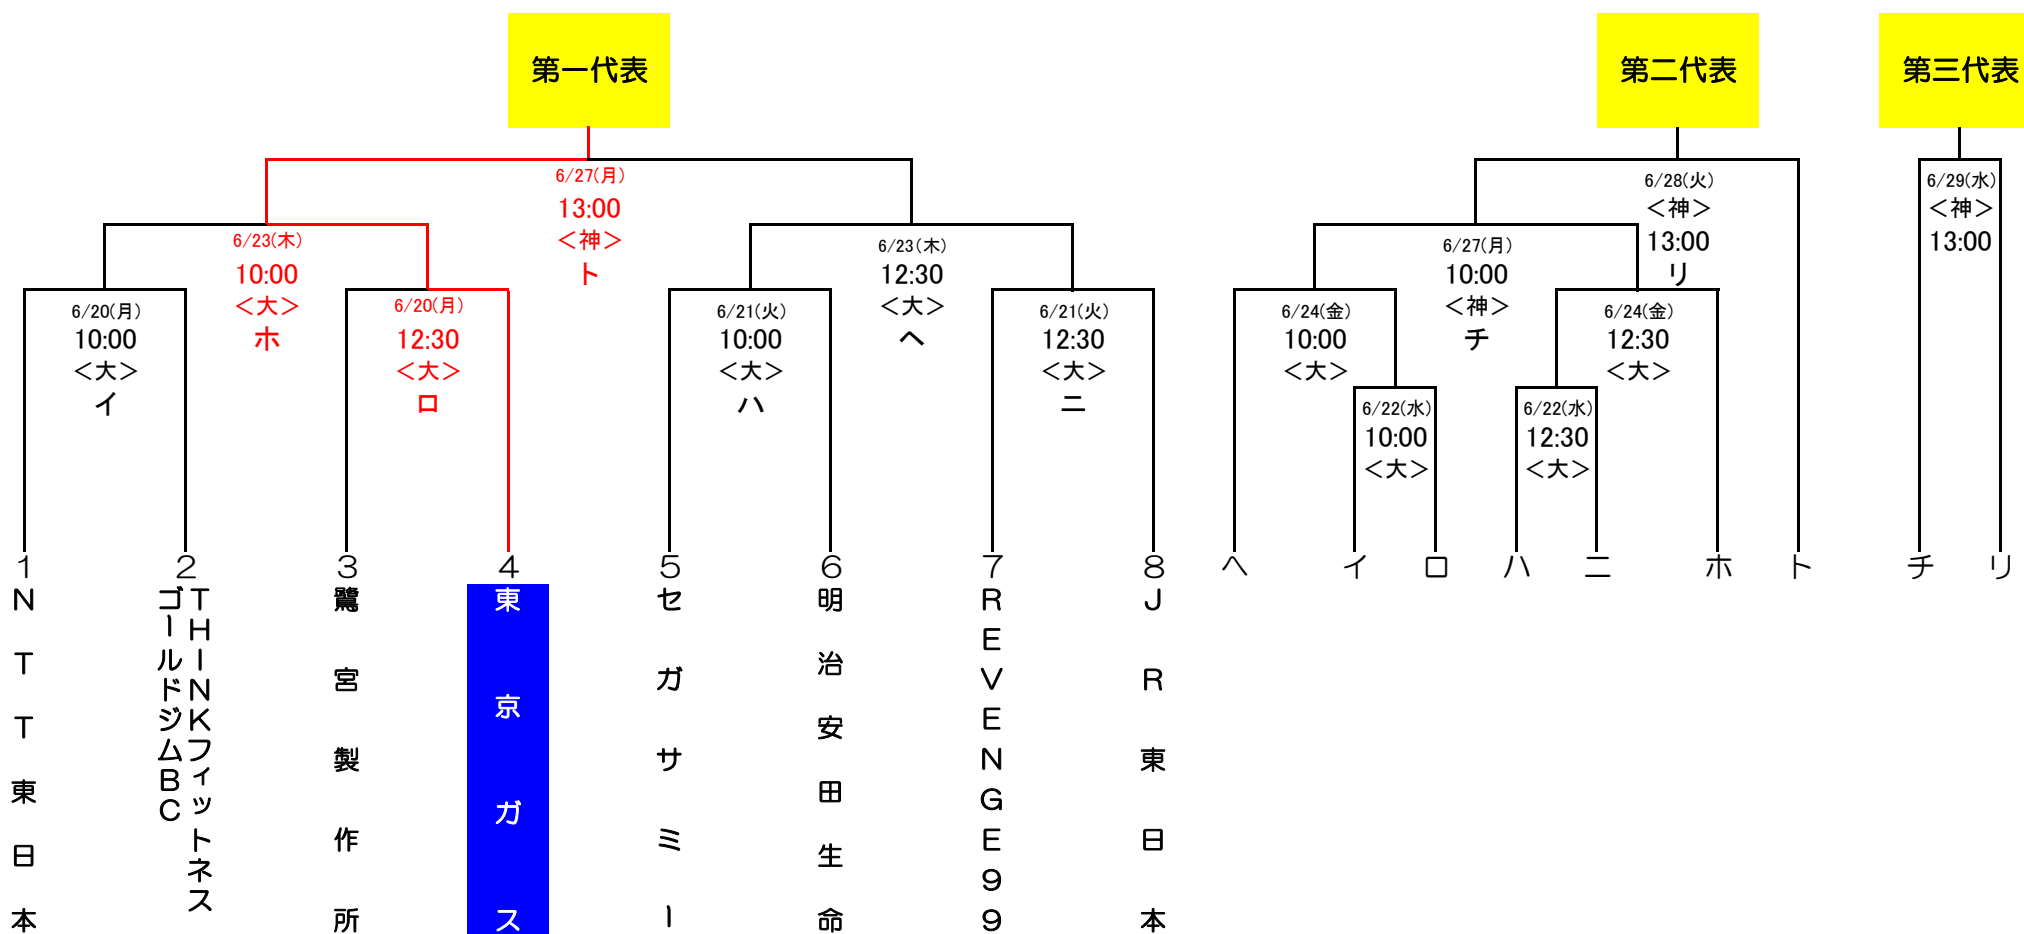 第一代表
第二代表
第三代表
6/27(月)
13:00
＜神＞
ト
6/28(火)
＜神＞
13:00
リ
6/29(水)
＜神＞
13:00
6/23(木)
10:00
＜大＞
ホ
6/23(木)
12:30
＜大＞
ヘ
6/27(月)
10:00
＜神＞
チ
6/20(月)
10:00
＜大＞
イ
6/20(月)
12:30
＜大＞
ロ
6/21(火)
10:00
＜大＞
ハ
6/21(火)
12:30
＜大＞
ニ
6/24(金)
10:00
＜大＞
6/24(金)
12:30
＜大＞
6/22(水)
10:00
＜大＞
6/22(水)
12:30
＜大＞
1
2
3
4
5
6
7
8
ヘ
イ
ロ
ハ
ニ
ホ
ト
チ
リ
NTT東日本
THINKフィットネス
ゴールドジムBC
鷺宮製作所
東京ガス
セガサミー
明治安田生命
REVENGE99
JR東日本